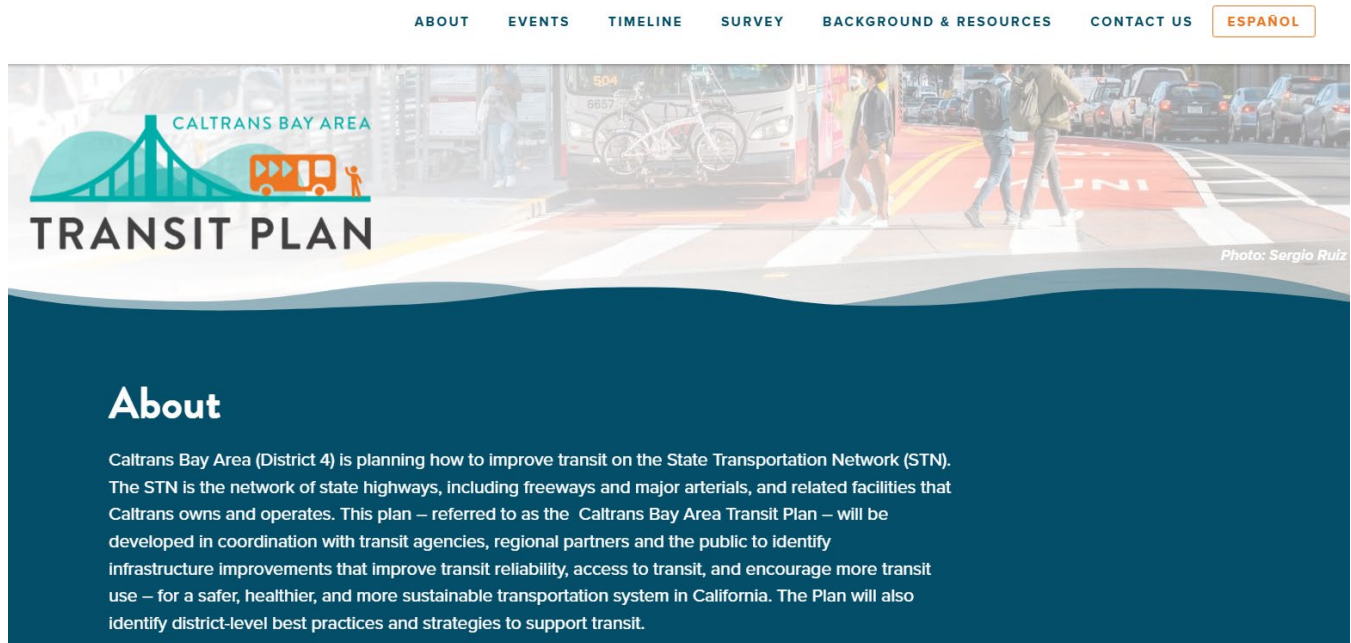 ABOUT EVENTS TIMELINE SURVEY BACKGROUND & RESOURCES CONTACT US ESPAÑOL
504
6657
CALTRANS BAY AREA
TRANSIT PLAN
MUNI
Photo: Sergio Ruiz
About
Caltrans Bay Area (District 4) is planning how to improve transit on the State Transportation Network (STN).
The STN is the network of state highways, including freeways and major arterials, and related facilities that
Caltrans owns and operates. This plan – referred to as the Caltrans Bay Area Transit Plan – will be
developed in coordination with transit agencies, regional partners and the public to identify
infrastructure improvements that improve transit reliability, access to transit, and encourage more transit
use – for a safer, healthier, and more sustainable transportation system in California. The Plan will also
identify district-level best practices and strategies to support transit.